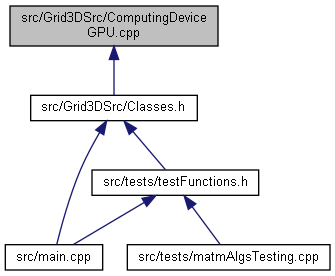 src/Grid3DSrc/ComputingDevice
GPU.cpp
src/Grid3DSrc/Classes.h
src/tests/testFunctions.h
src/main.cpp
src/tests/matmAlgsTesting.cpp